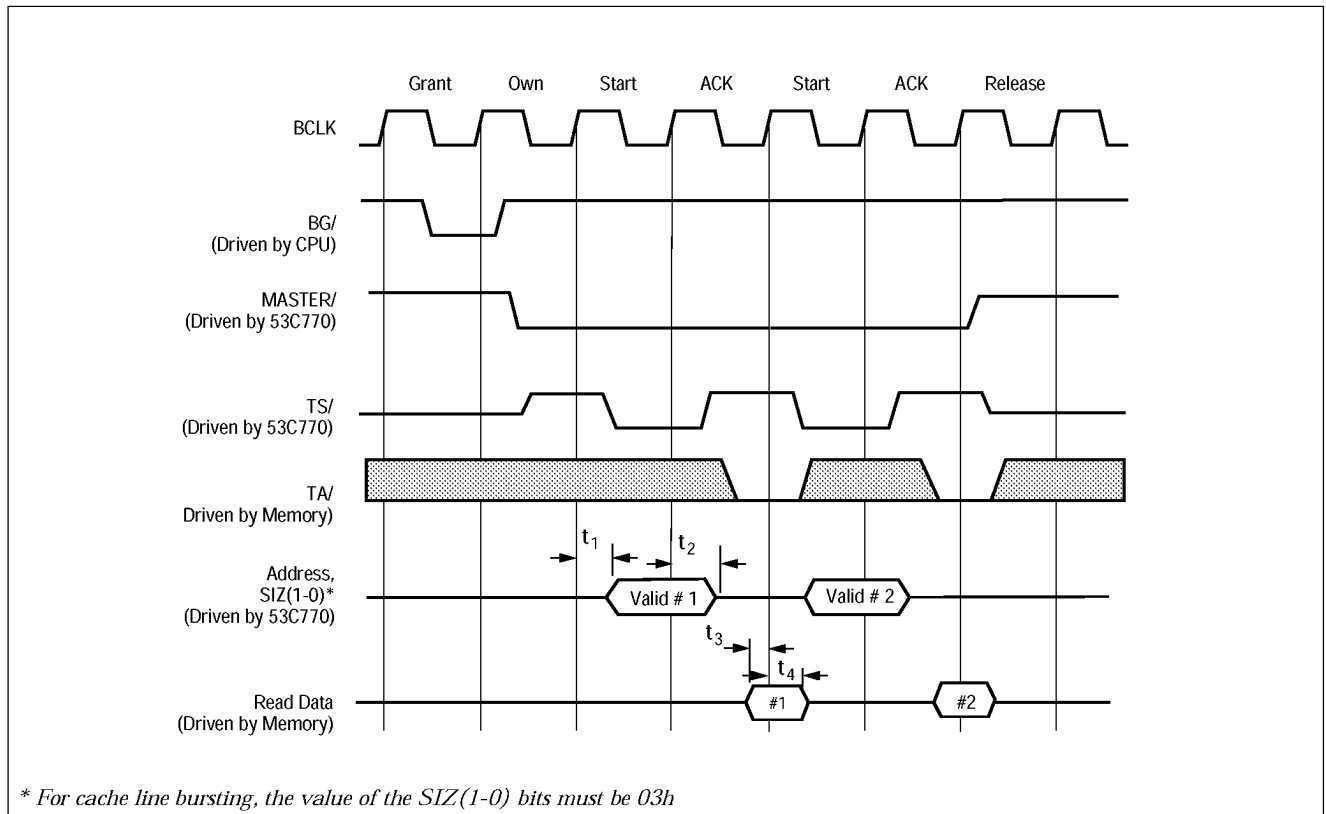 Grant Own Start ACK Start ACK Release
BCLK
BG/
(Driven by CPU)
MASTER/
(Driven by 53C770)
TS/
(Driven by 53C770)
TA/
Driven by Memory)
t1 t2
Address,
SIZ(1-0)*
(Driven by 53C770)
Valid # 1 Valid # 2
t3
t4
Read Data
(Driven by Memory)
#1 #2
* For cache line bursting, the value of the SIZ(1-0) bits must be 03h